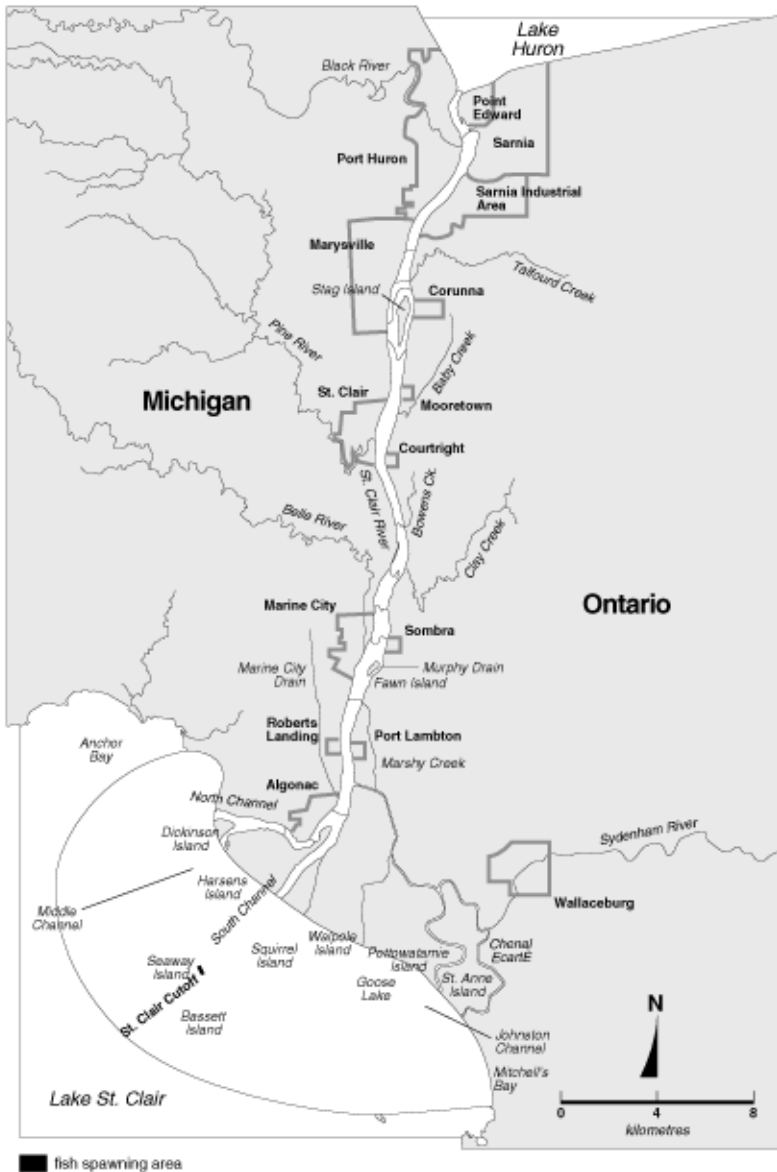 Lake
Huron
Black River
Point
Edward
Sarnia
Port Huron
Sarnia Industrial
Area
Marysville
Talfourd Creek
Stag Island
Corunna
Pine River
Baby Creek
Michigan
St. Clair
Mooretown
Courtright
St. Clair River
Bowens Ck.
Belle River
Clay Creek
Ontario
Marine City
Sombra
Marine City
Drain
Murphy Drain
Fawn Island
Roberts
Landing
Port Lambton
Anchor
Bay
Marshy Creek
Algonac
North Channel
Dickinson
Island
Sydenham River
Harsens
Island
Wallaceburg
Middle
Channel
South Channel
Squirrel
Island
Walpole
Island
Pottowatamie
Island
Chenal
EcartÉ
Seaway
Island
St. Clair Cutoff
Goose
Lake
St. Anne
Island
Bassett
Island
N
Johnston
Channel
Mitchell's
Bay
Lake St. Clair
0 4 8
kilometres
fish spawning area